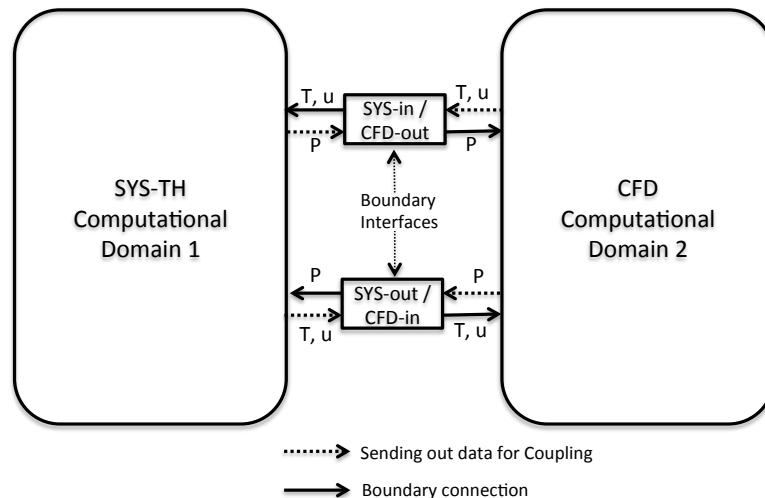 T, u
T, u
SYS-in /
CFD-out
P
P
SYS-TH
Computational
Domain 1
Boundary
Interfaces
CFD
Computational
Domain 2
P
P
SYS-out /
CFD-in
T, u
T, u
Sending out data for Coupling
Boundary connection